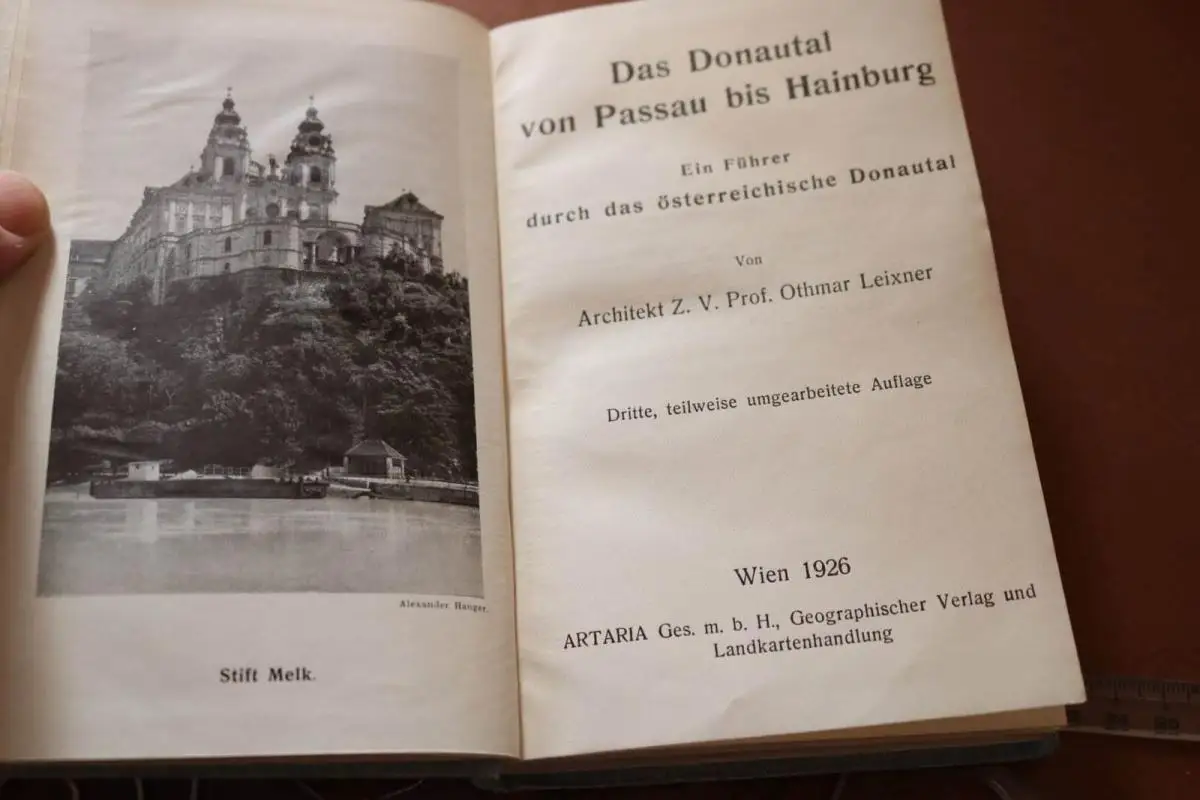 Alexander Hauger.
Stift Melk.
Das Donautal
von Passau bis Hainburg
Ein Führer
durch das österreichische Donautal
Von
Architekt Z. V. Prof. Othmar Leixner
Dritte, teilweise umgearbeitete Auflage
Wien 1926
ARTARIA Ges. m. b. H., Geographischer Verlag und
Landkartenhandlung